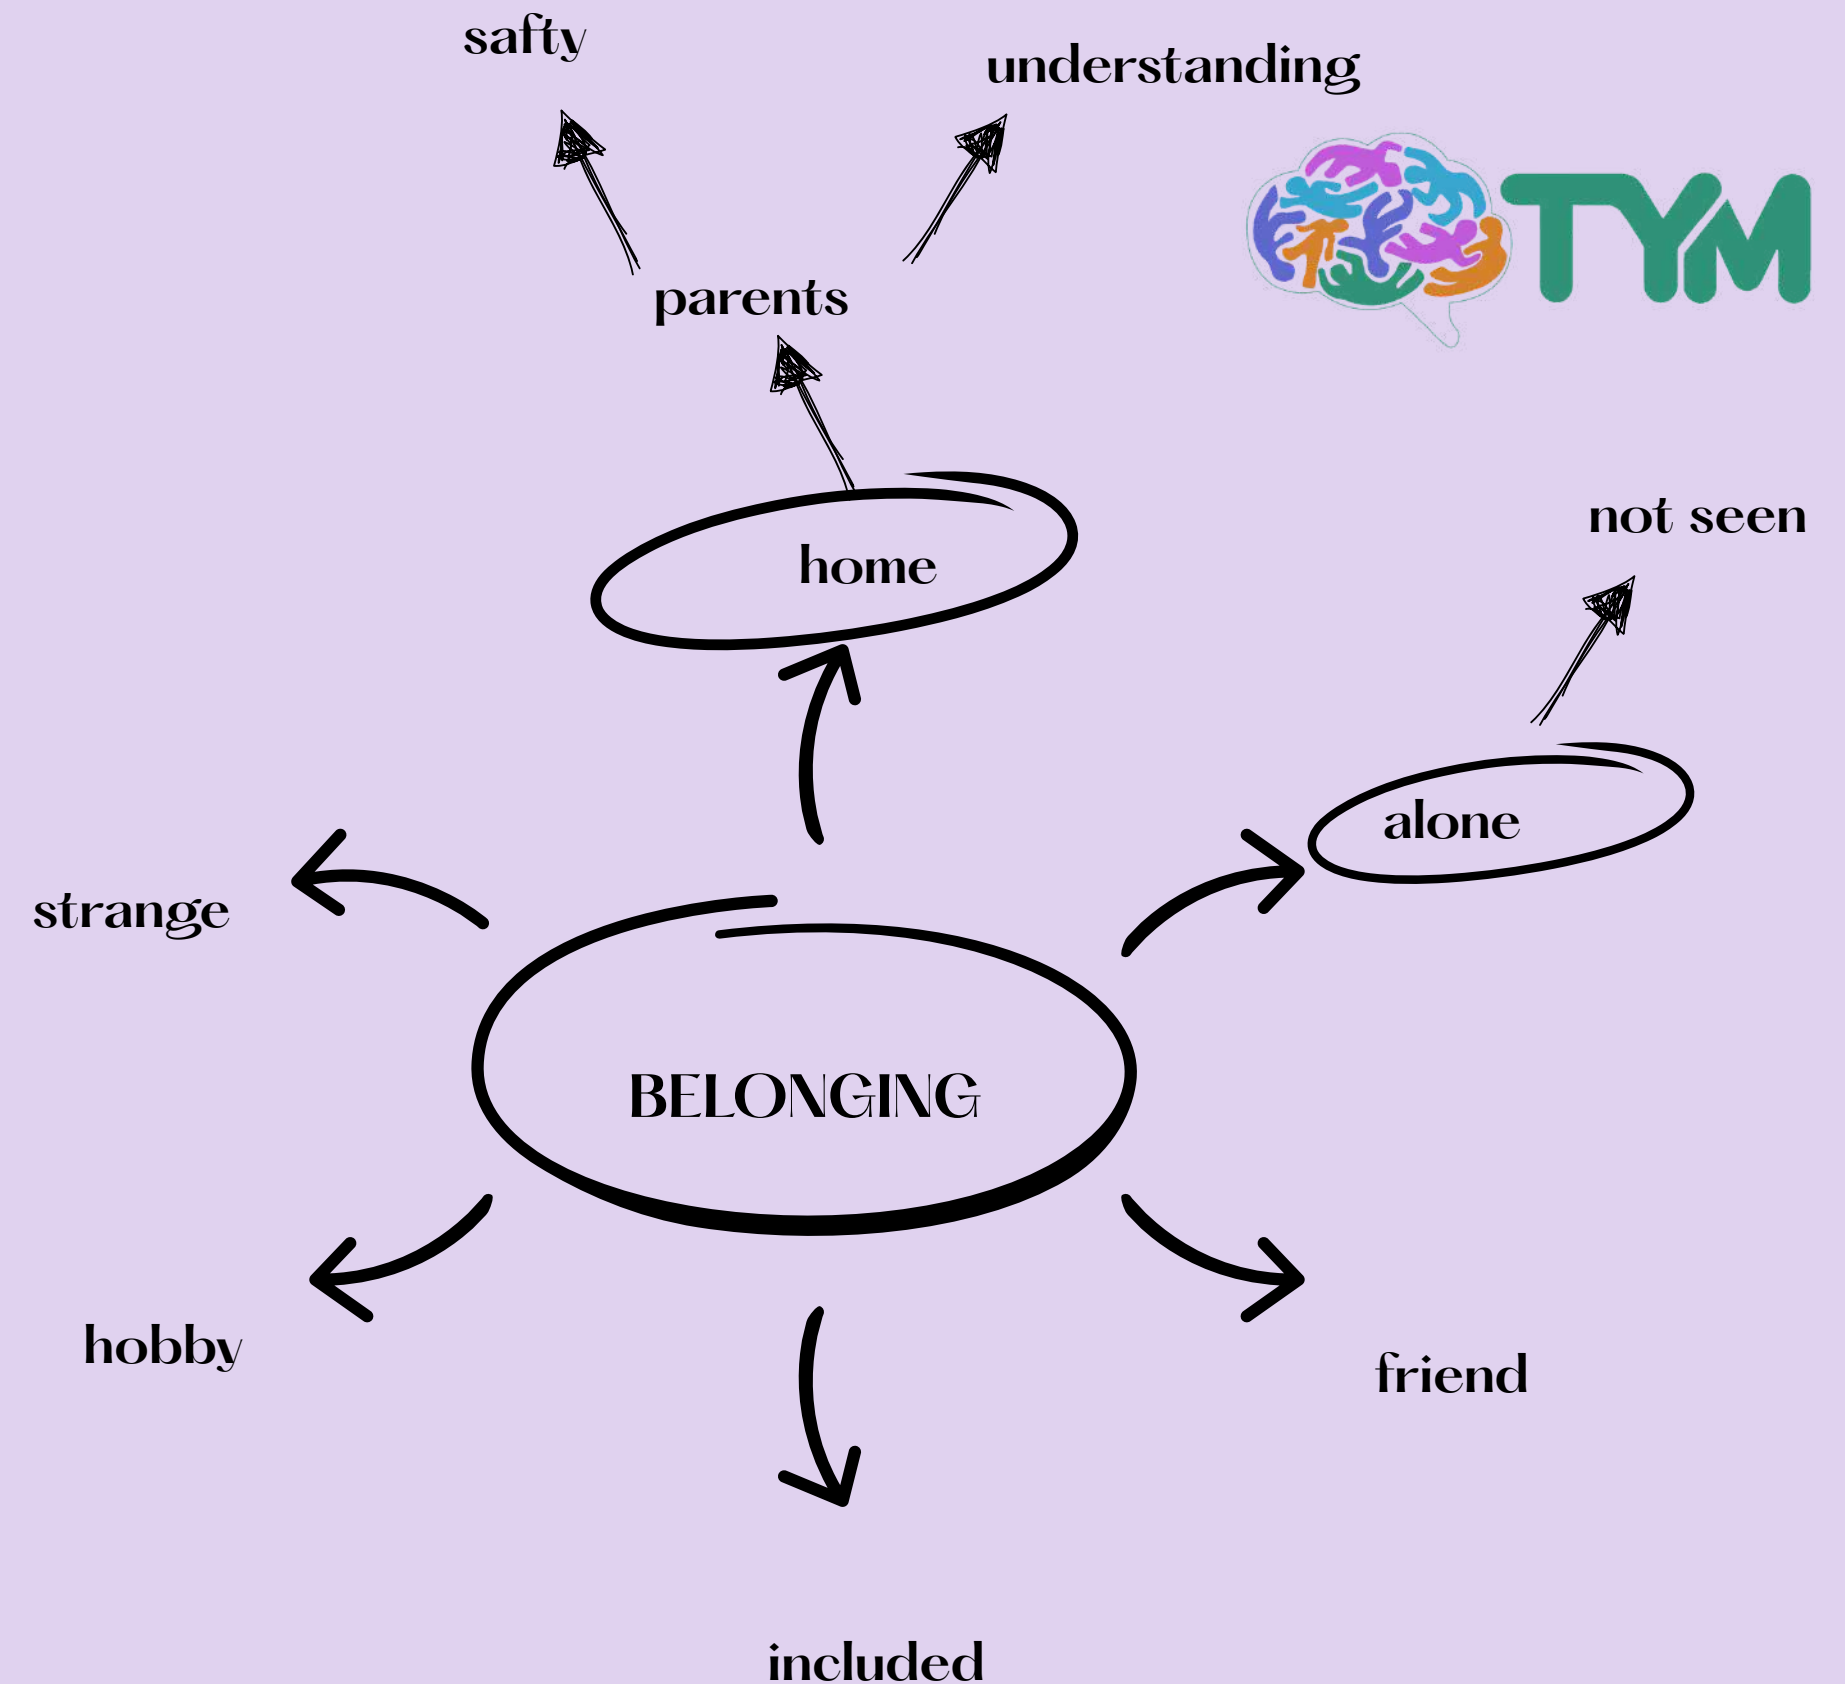 safty
understanding
TYM
parents
not seen
home
alone
strange
BELONGING
hobby
friend
included